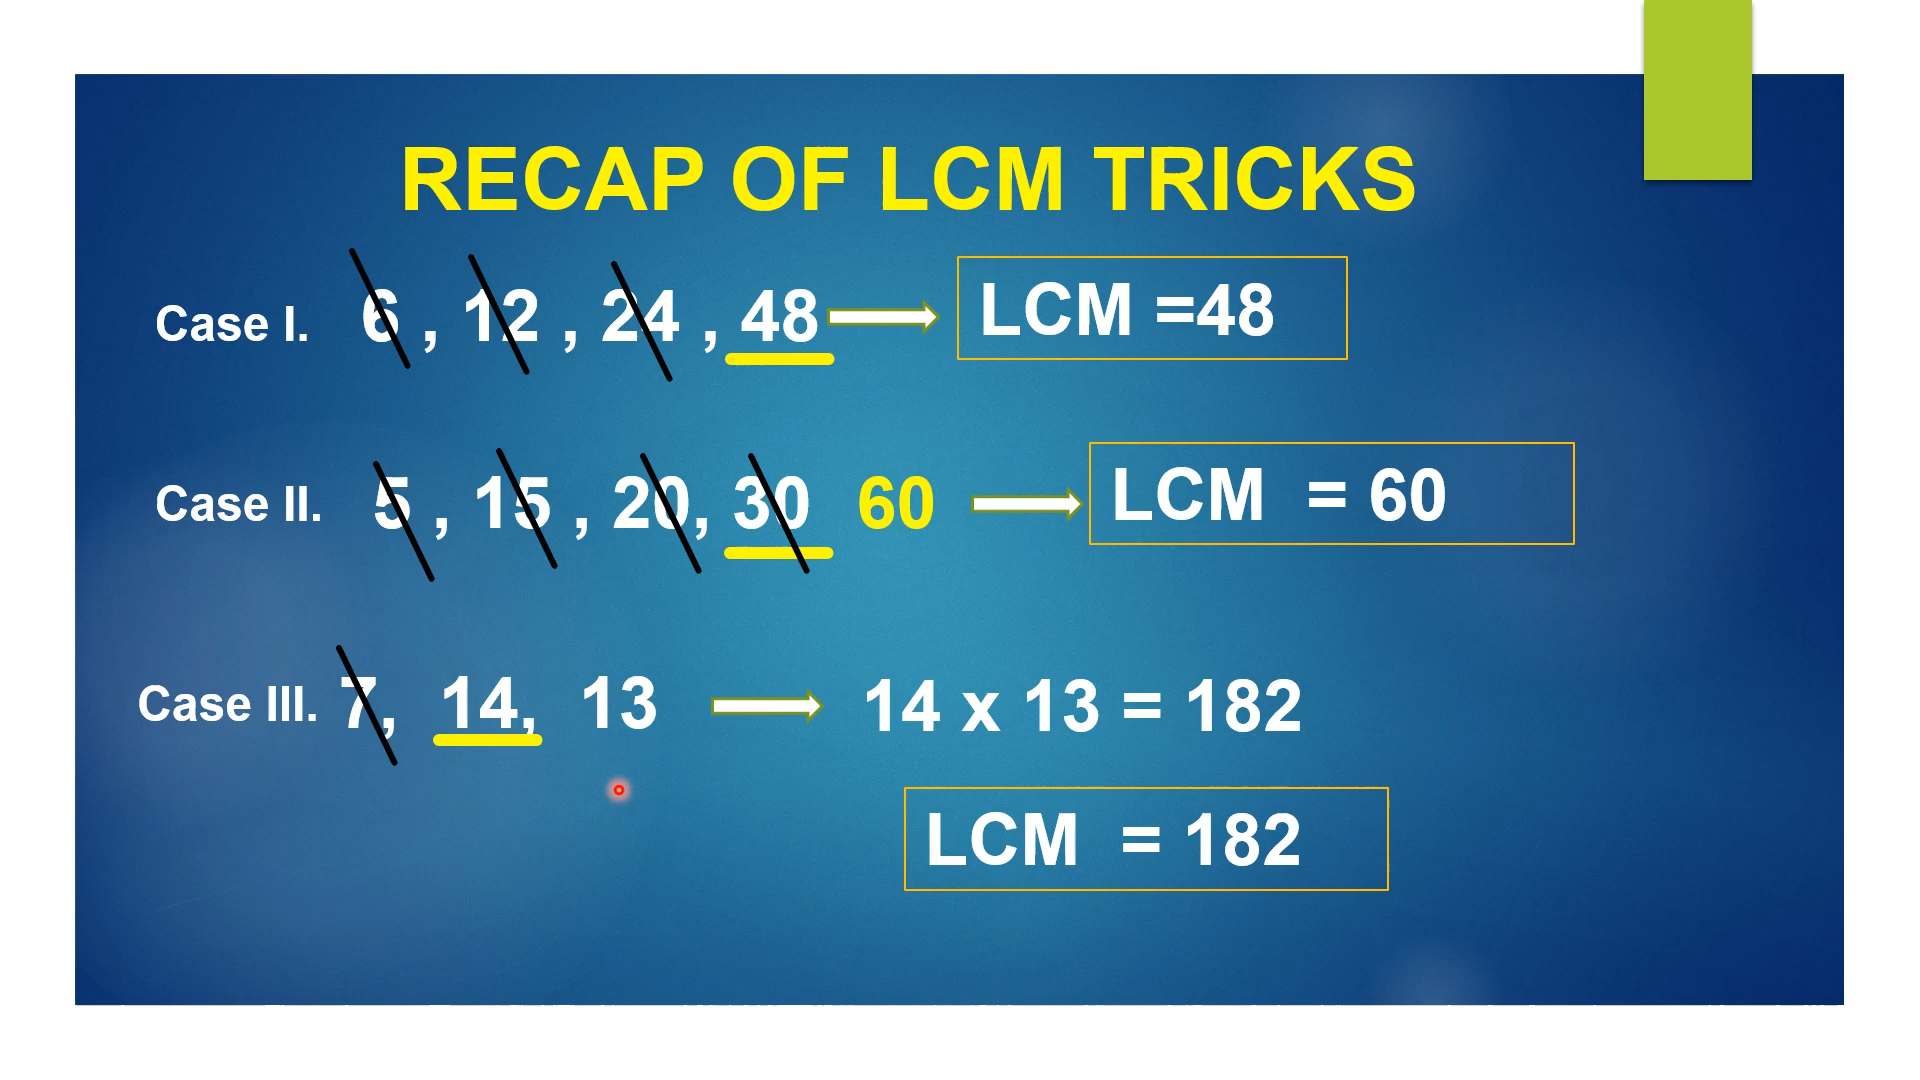 RECAP OF LCM TRICKS
Case I. 6 , 12 , 24 , 48 LCM =48
Case II. 5 , 15 , 20, 30 60 LCM = 60
Case III. 7, 14, 13 14 x 13 = 182
LCM = 182